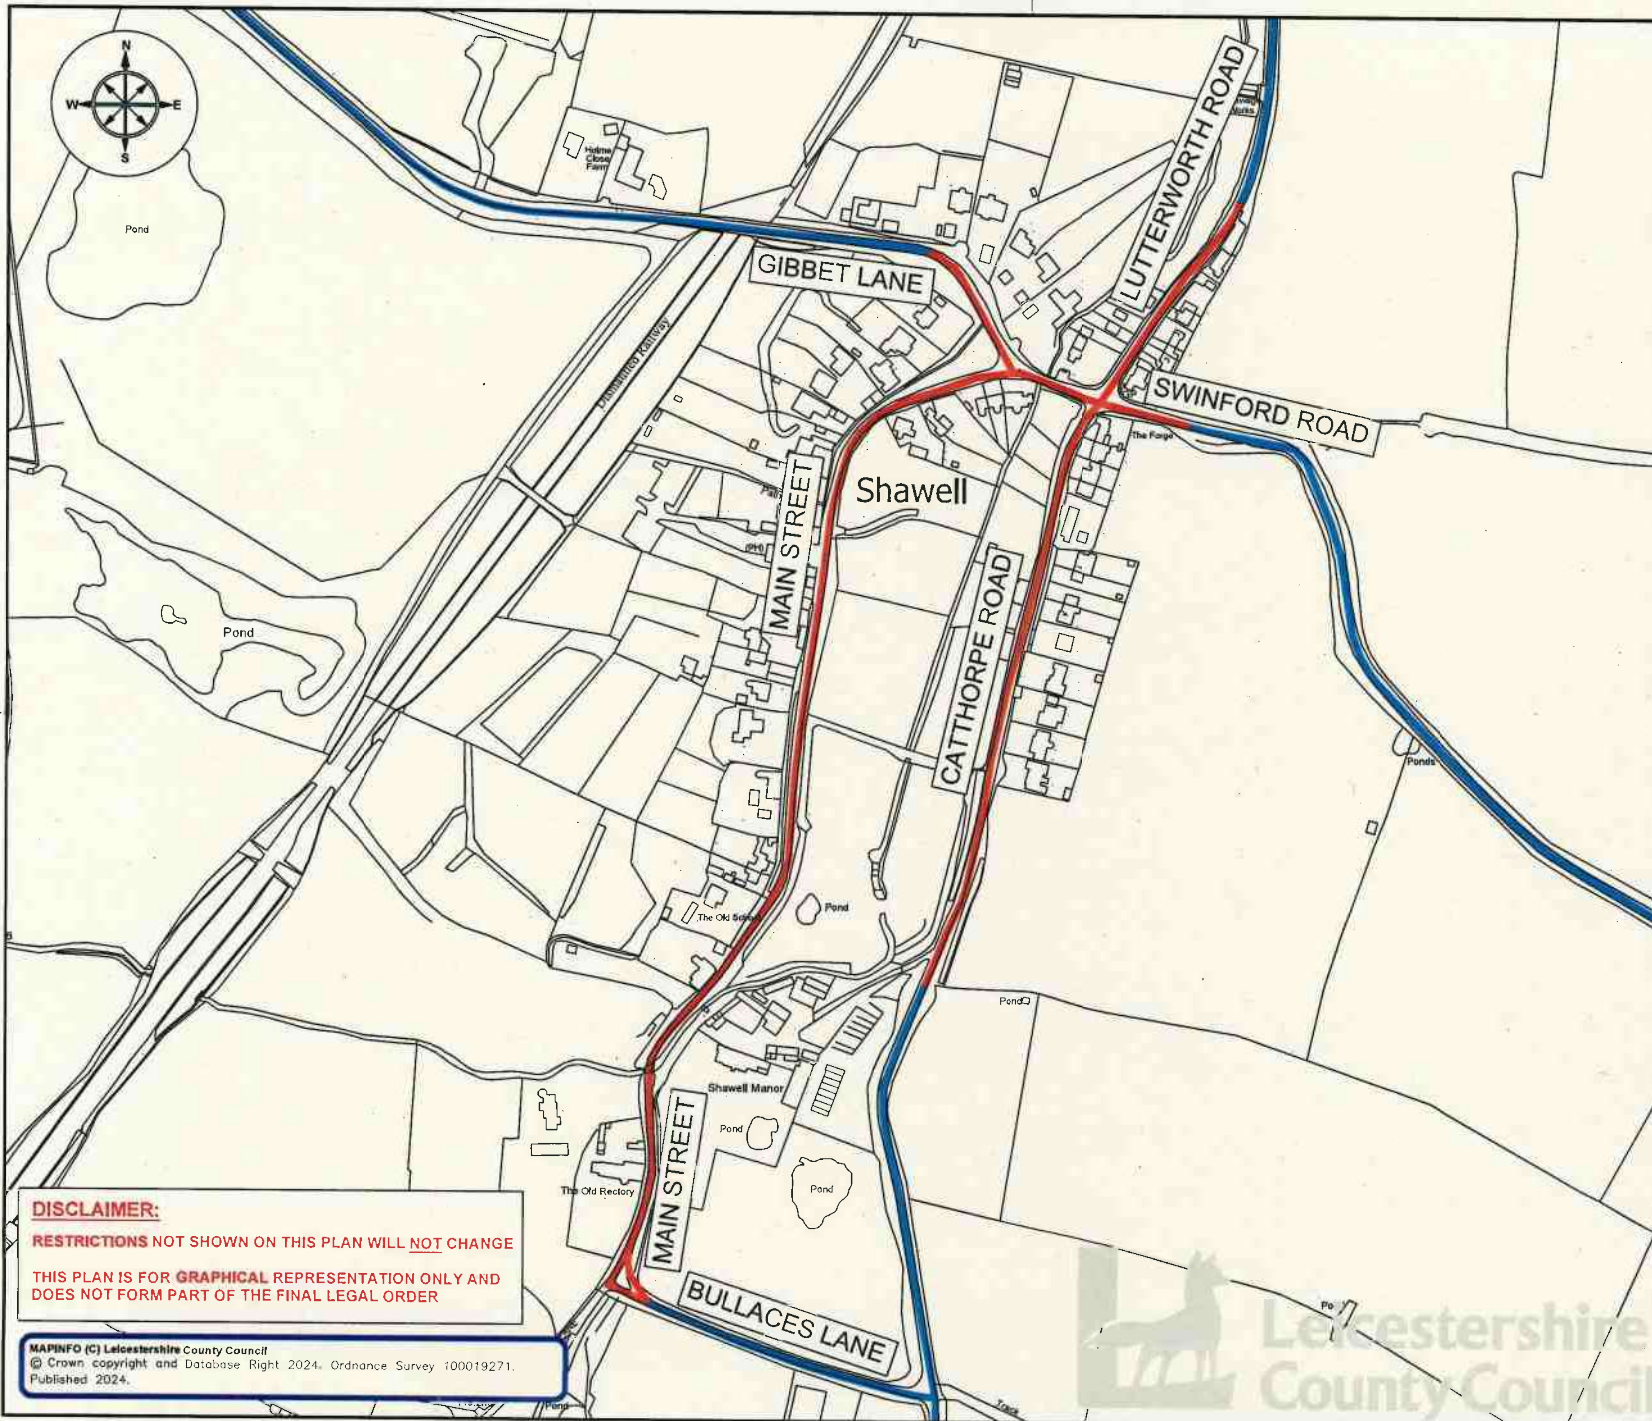 N
W E
S
Pond
Holme
Close
Farm
LUTTERWORTH ROAD
Works
GIBBET LANE
Dismantled Railway
SWINFORD ROAD
The Forge
MAIN STREET
Shawell
(PH)
CATTHORPE ROAD
Pond
Ponds
The Old School
Pond
Pond
Shawell Manor
Pond
Pond
The Old Rectory
MAIN STREET
BULLACES LANE
DISCLAIMER:
RESTRICTIONS NOT SHOWN ON THIS PLAN WILL NOT CHANGE
THIS PLAN IS FOR GRAPHICAL REPRESENTATION ONLY AND
DOES NOT FORM PART OF THE FINAL LEGAL ORDER
MAPINFO (C) Leicestershire County Council
© Crown copyright and Database Right 2024. Ordnance Survey 100019271.
Published 2024.
Pond
Track
Leicestershire
County Council